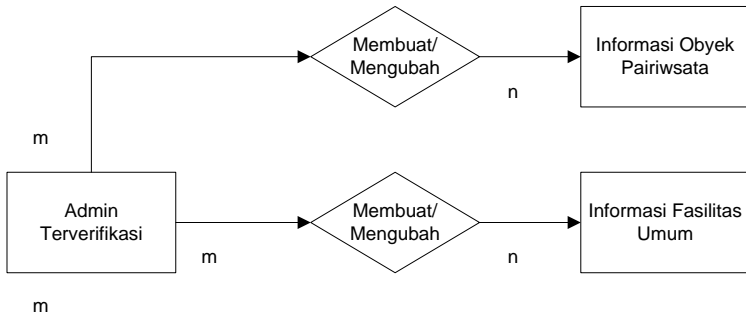 Membuat/
Mengubah
Informasi Obyek
Pairiwsata
n
m
Admin
Terverifikasi
Membuat/
Mengubah
Informasi Fasilitas
Umum
m
n
m